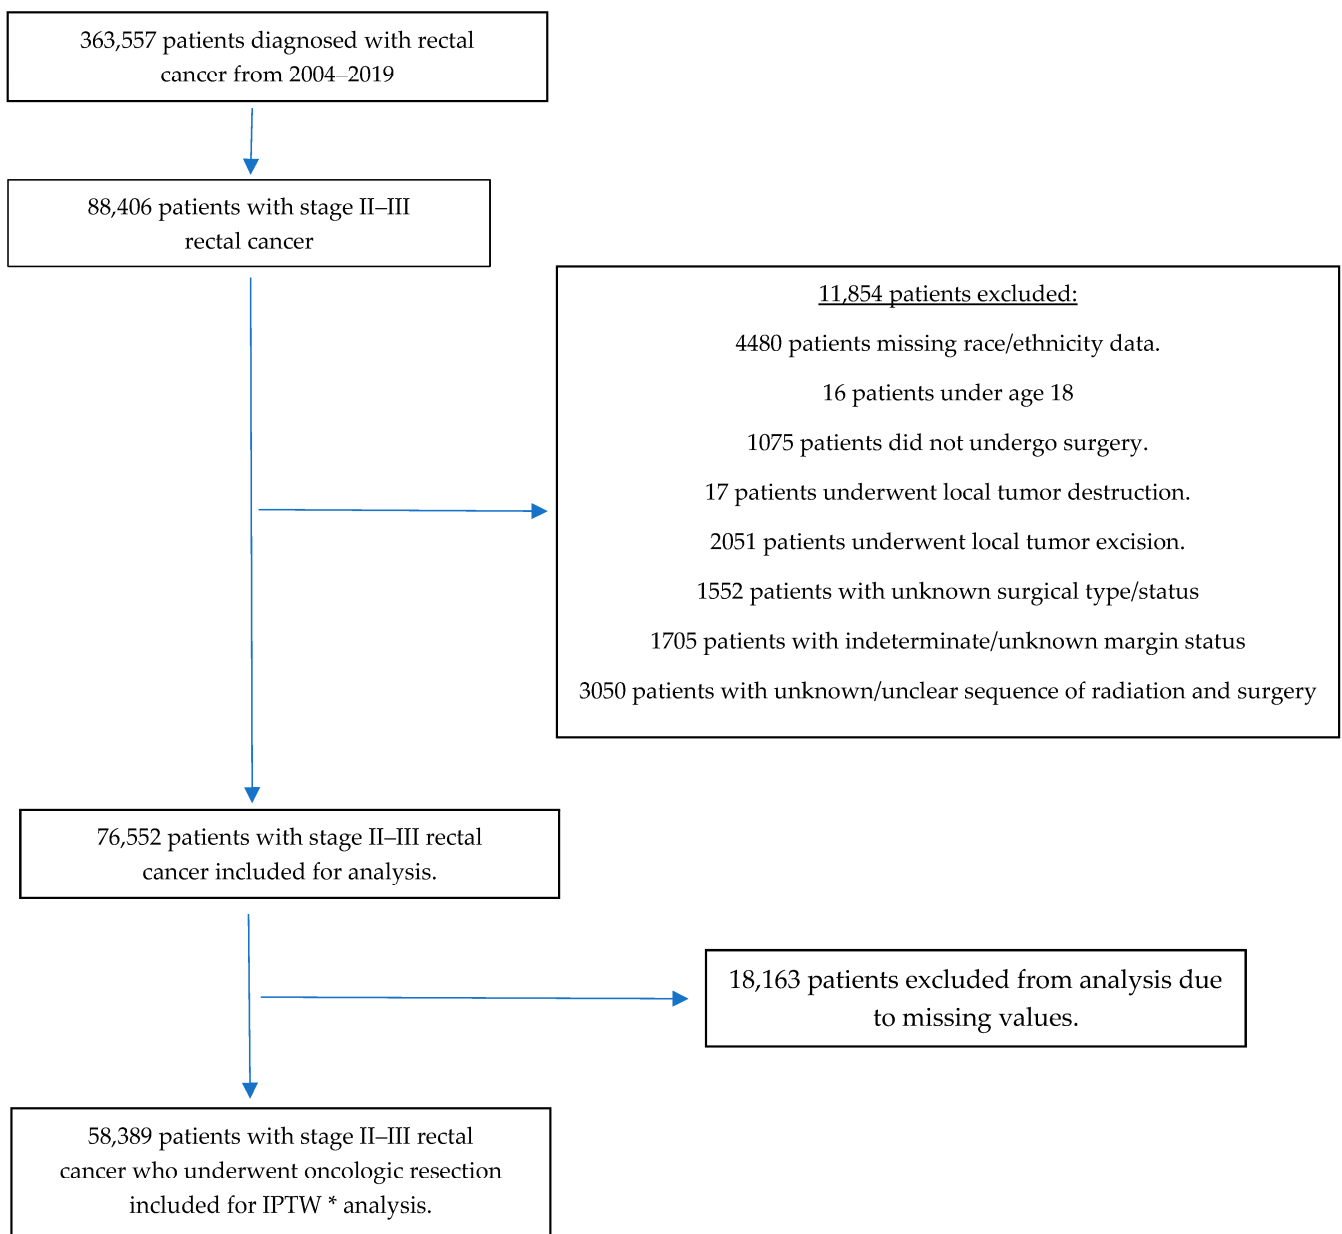 363,557 patients diagnosed with rectal
cancer from 2004–2019
88,406 patients with stage II–III
rectal cancer
11,854 patients excluded:
4480 patients missing race/ethnicity data.
16 patients under age 18
1075 patients did not undergo surgery.
17 patients underwent local tumor destruction.
2051 patients underwent local tumor excision.
1552 patients with unknown surgical type/status
1705 patients with indeterminate/unknown margin status
3050 patients with unknown/unclear sequence of radiation and surgery
76,552 patients with stage II–III rectal
cancer included for analysis.
18,163 patients excluded from analysis due
to missing values.
58,389 patients with stage II–III rectal
cancer who underwent oncologic resection
included for IPTW * analysis.